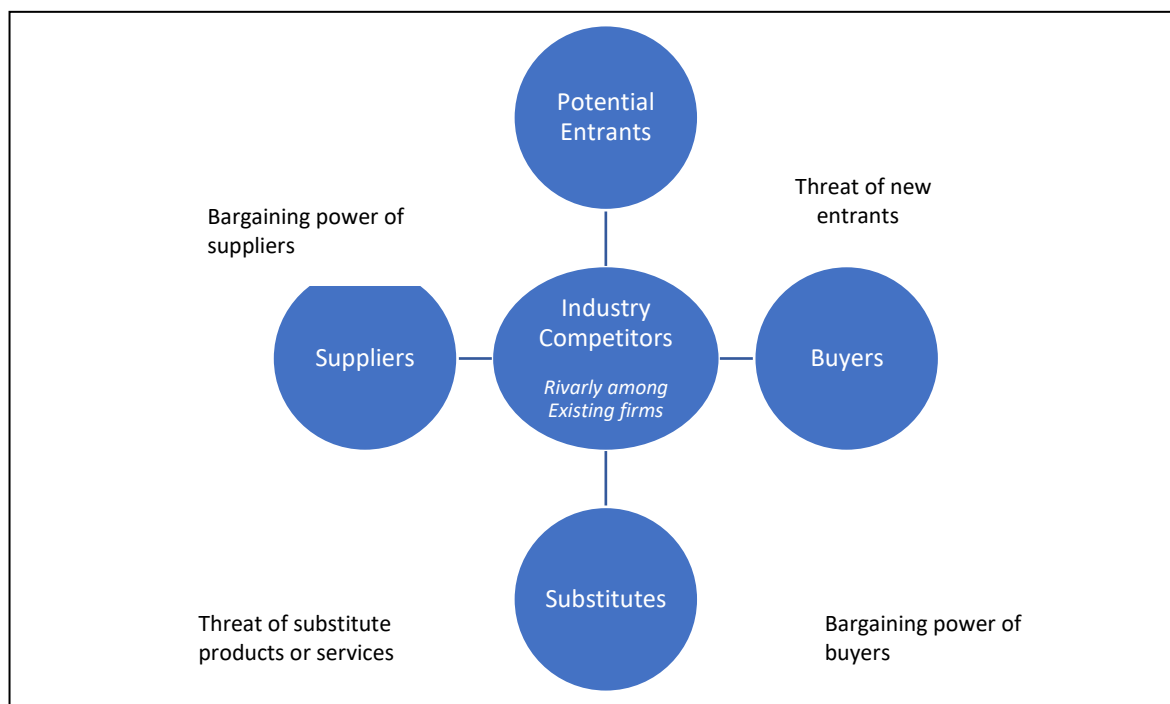 Potential
Entrants
Threat of new
entrants
Bargaining power of
suppliers
Industry
Competitors
Rivarly among
Existing firms
Suppliers
Buyers
Substitutes
Threat of substitute
products or services
Bargaining power of
buyers